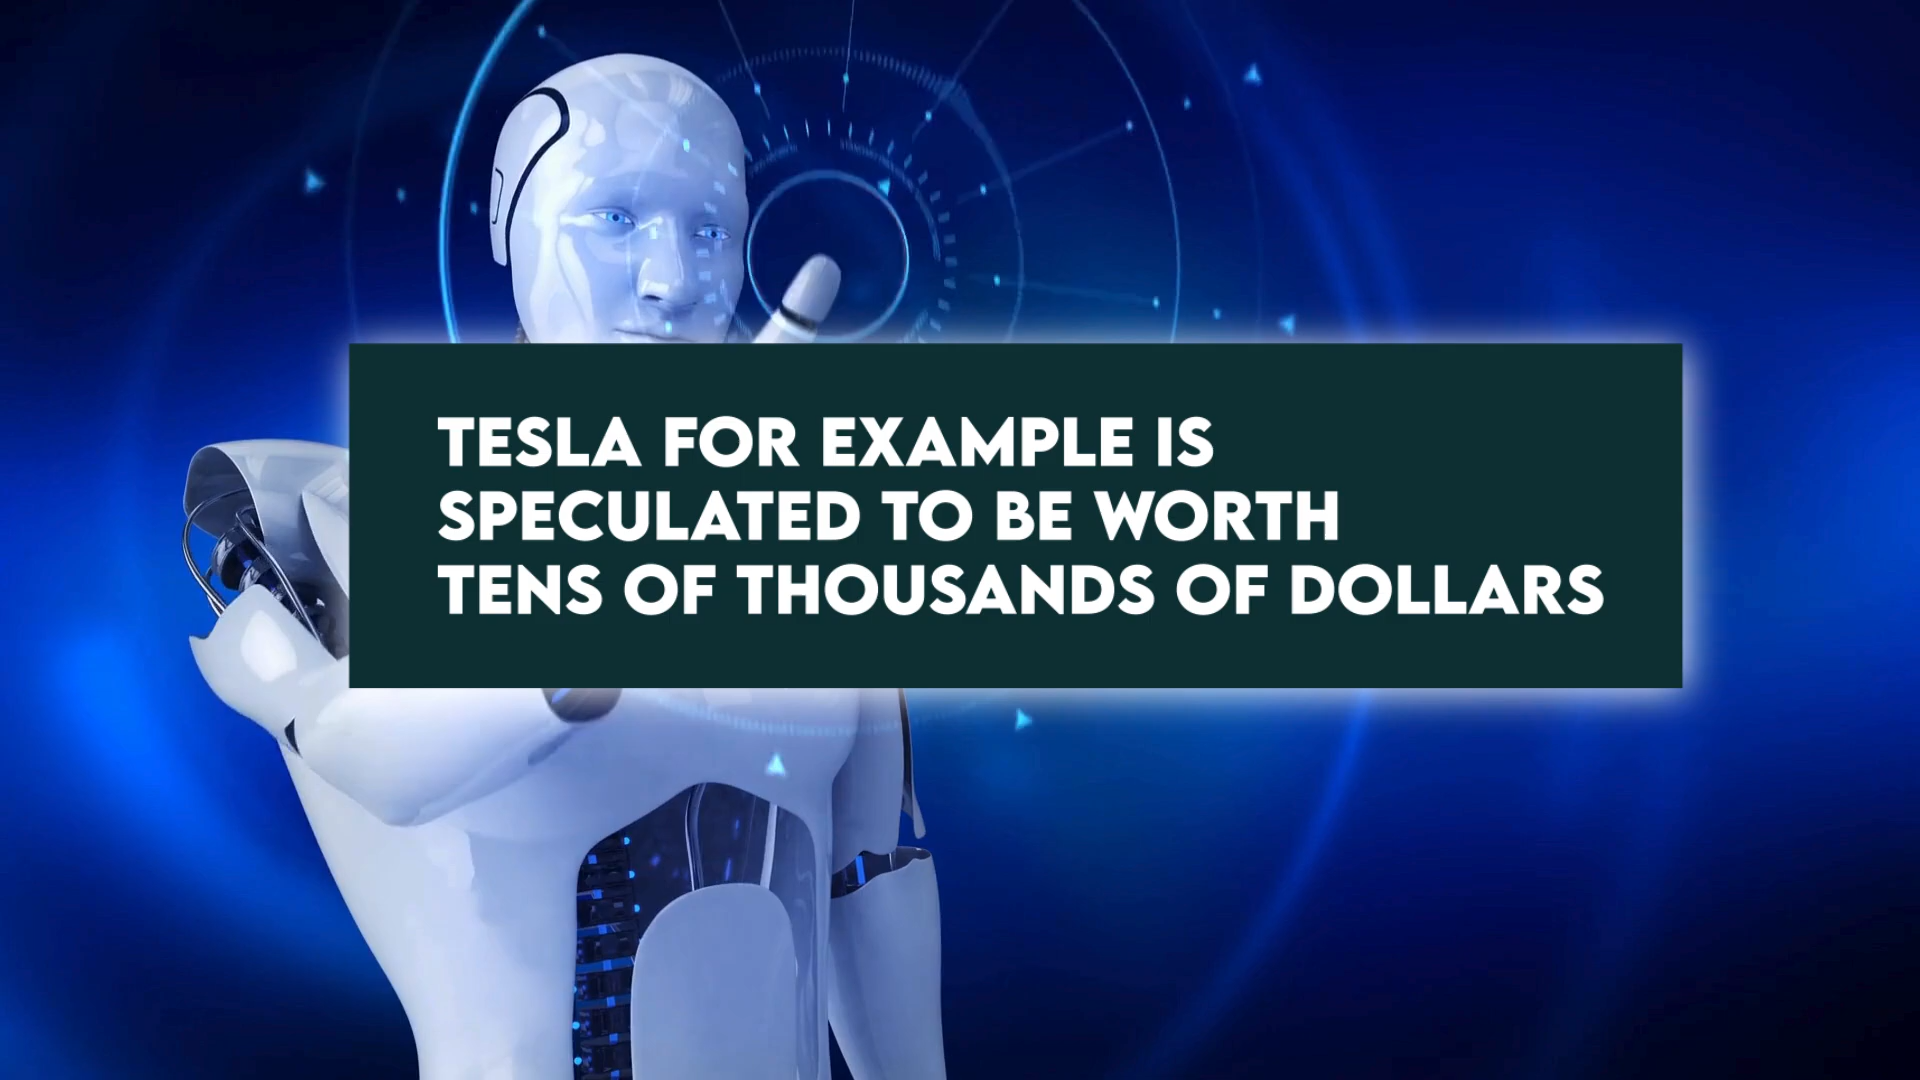 TESLA FOR EXAMPLE IS
SPECULATED TO BE WORTH
TENS OF THOUSANDS OF DOLLARS